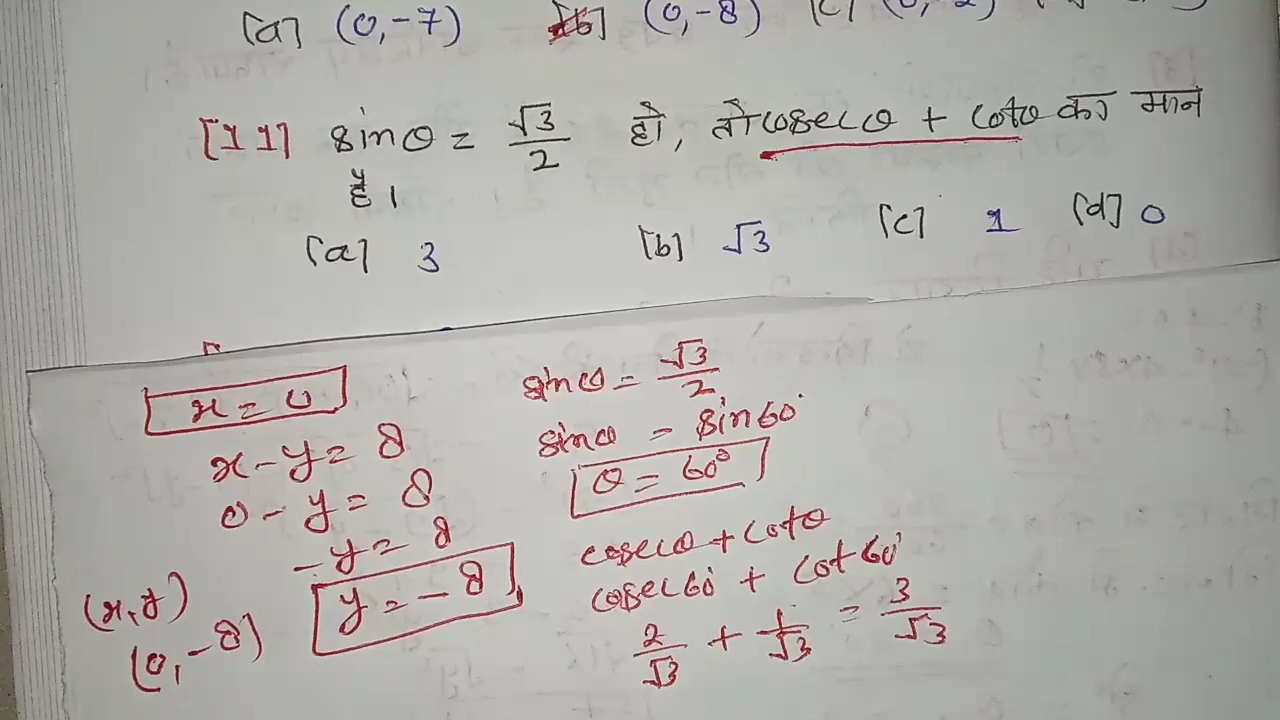 [a] (0,-7) [b] (0,-8) [c]
[11] sinθ = √3/2 हो, तो cosecθ + cotθ का मान
है।
[a] 3 [b] √3 [c] 1 [d] 0
x = 0
x - y = 8
0 - y = 8
- y = 8
y = - 8
(x, y)
(0, -8)
sinθ = √3/2
sinθ = sin60°
θ = 60°
cosecθ + cotθ
cosec60° + cot60°
2/√3 + 1/√3 = 3/√3